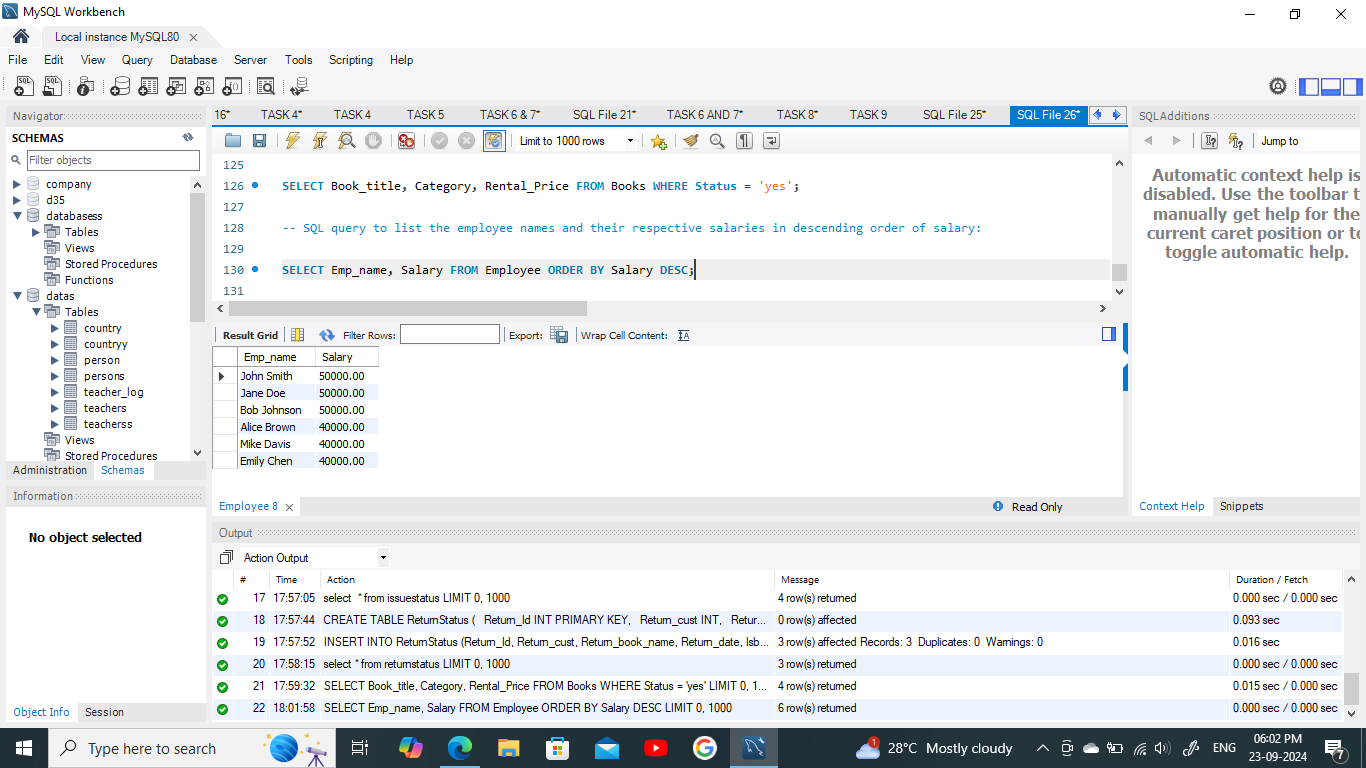 MySQL Workbench
Local instance MySQL80
File Edit View Query Database Server Tools Scripting Help
Navigator
SCHEMAS
Filter objects
company
d35
databasess
Tables
Views
Stored Procedures
Functions
datas
Tables
country
countryy
person
persons
teacher_log
teachers
teacherss
Views
Stored Procedures
Administration Schemas
Information
No object selected
Object Info Session
16* TASK 4* TASK 4 TASK 5 TASK 6 & 7* SQL File 21* TASK 6 AND 7* TASK 8* TASK 9 SQL File 25* SQL File 26*
Limit to 1000 rows
125
126 SELECT Book_title, Category, Rental_Price FROM Books WHERE Status = 'yes';
127
128 -- SQL query to list the employee names and their respective salaries in descending order of salary:
129
130 SELECT Emp_name, Salary FROM Employee ORDER BY Salary DESC;
131
Result Grid Filter Rows: Export: Wrap Cell Content:
Emp_name Salary
John Smith 50000.00
Jane Doe 50000.00
Bob Johnson 50000.00
Alice Brown 40000.00
Mike Davis 40000.00
Emily Chen 40000.00
Employee 8
Read Only
SQLAdditions
Jump to
Automatic context help is
disabled. Use the toolbar t
manually get help for the
current caret position or to
toggle automatic help.
Context Help Snippets
Output
Action Output
# Time Action Message Duration / Fetch
17 17:57:05 select * from issuestatus LIMIT 0, 1000 4 row(s) returned 0.000 sec / 0.000 sec
18 17:57:44 CREATE TABLE ReturnStatus ( Return_Id INT PRIMARY KEY, Return_cust INT, Retur... 0 row(s) affected 0.093 sec
19 17:57:52 INSERT INTO ReturnStatus (Return_Id, Return_cust, Return_book_name, Return_date, Isb... 3 row(s) affected Records: 3 Duplicates: 0 Warnings: 0 0.016 sec
20 17:58:15 select * from returnstatus LIMIT 0, 1000 3 row(s) returned 0.000 sec / 0.000 sec
21 17:59:32 SELECT Book_title, Category, Rental_Price FROM Books WHERE Status = 'yes' LIMIT 0, 1... 4 row(s) returned 0.015 sec / 0.000 sec
22 18:01:58 SELECT Emp_name, Salary FROM Employee ORDER BY Salary DESC LIMIT 0, 1000 6 row(s) returned 0.000 sec / 0.000 sec
Type here to search
1
28°C Mostly cloudy
ENG
06:02 PM
23-09-2024
7